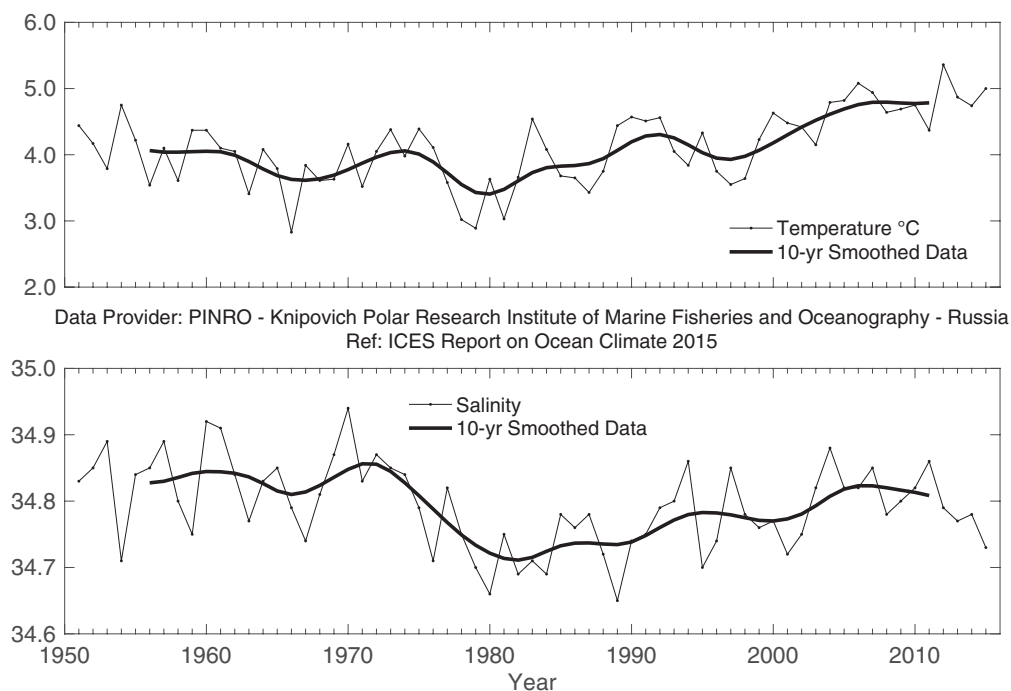 6.0
5.0
4.0
3.0
2.0
Temperature °C
10-yr Smoothed Data
Data Provider: PINRO - Knipovich Polar Research Institute of Marine Fisheries and Oceanography - Russia
Ref: ICES Report on Ocean Climate 2015
35.0
34.9
34.8
34.7
34.6
Salinity
10-yr Smoothed Data
1950 1960 1970 1980 1990 2000 2010
Year